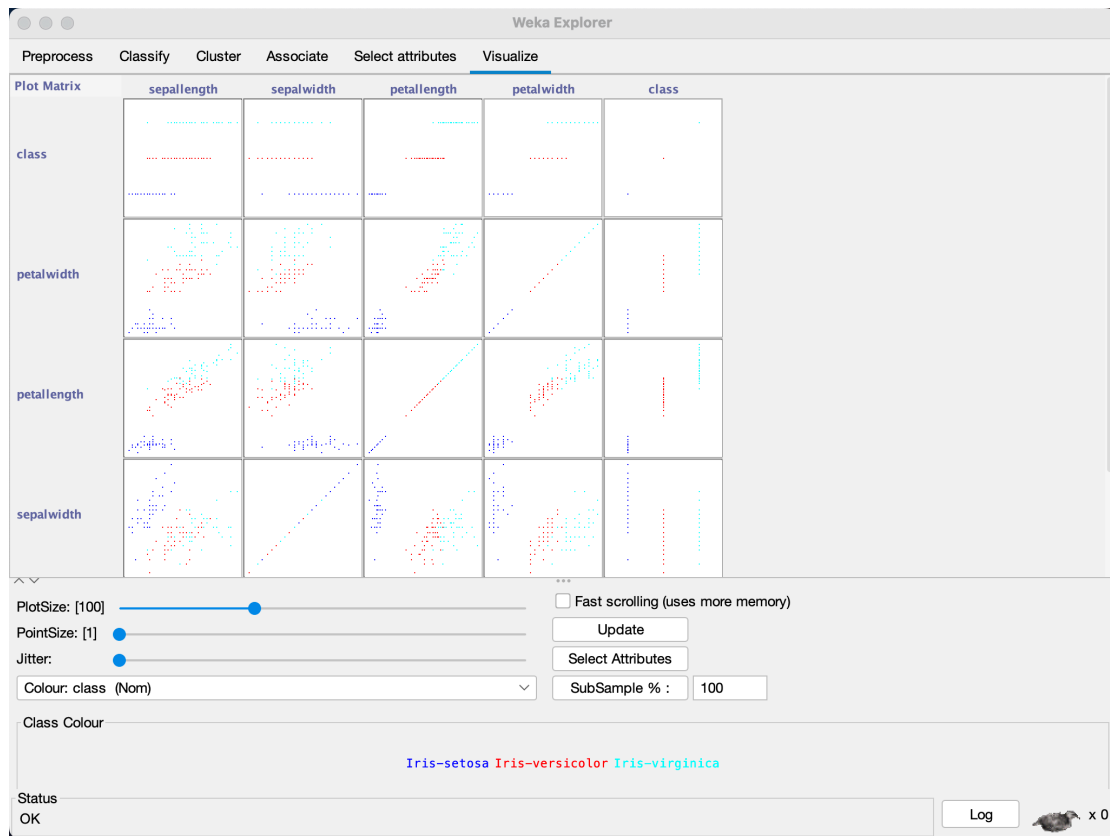 Weka Explorer
Preprocess Classify Cluster Associate Select attributes Visualize
Plot Matrix sepallength sepalwidth petallength petalwidth class
class
petalwidth
petallength
sepalwidth
PlotSize: [100]
Fast scrolling (uses more memory)
PointSize: [1]
Update
Jitter:
Select Attributes
Colour: class (Nom)
SubSample % : 100
Class Colour
Iris-setosa Iris-versicolor Iris-virginica
Status
OK
Log x 0